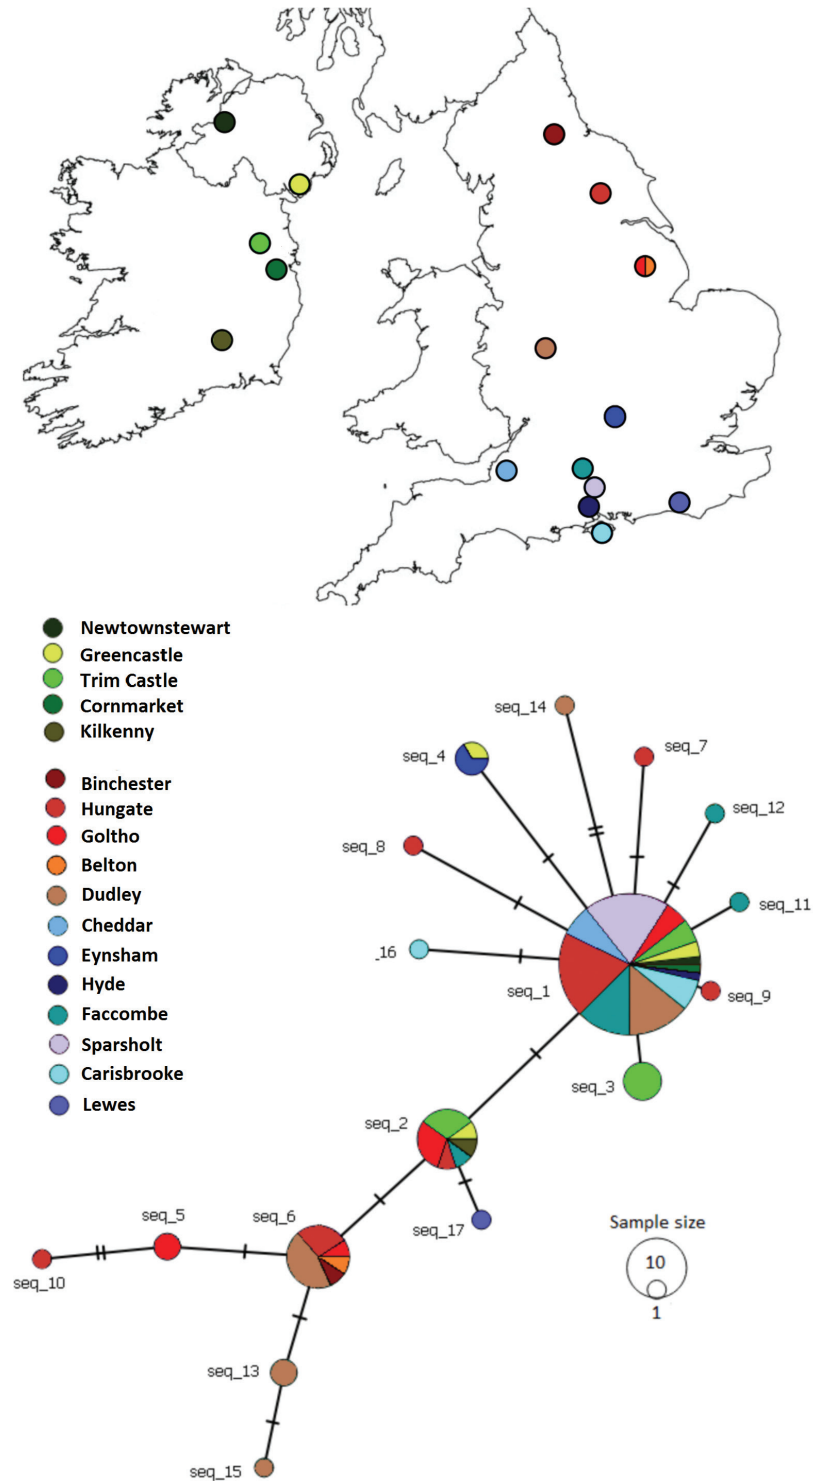 Newtownstewart
Greencastle
Trim Castle
Cornmarket
Kilkenny
Binchester
Hungate
Goltho
Belton
Dudley
Cheddar
Eynsham
Hyde
Faccombe
Sparsholt
Carisbrooke
Lewes
seq_14
seq_7
seq_4
seq_12
seq_8
seq_11
_16
seq_1
seq_9
seq_3
seq_2
seq_5
seq_6
seq_17
seq_10
seq_13
seq_15
Sample size
10
1